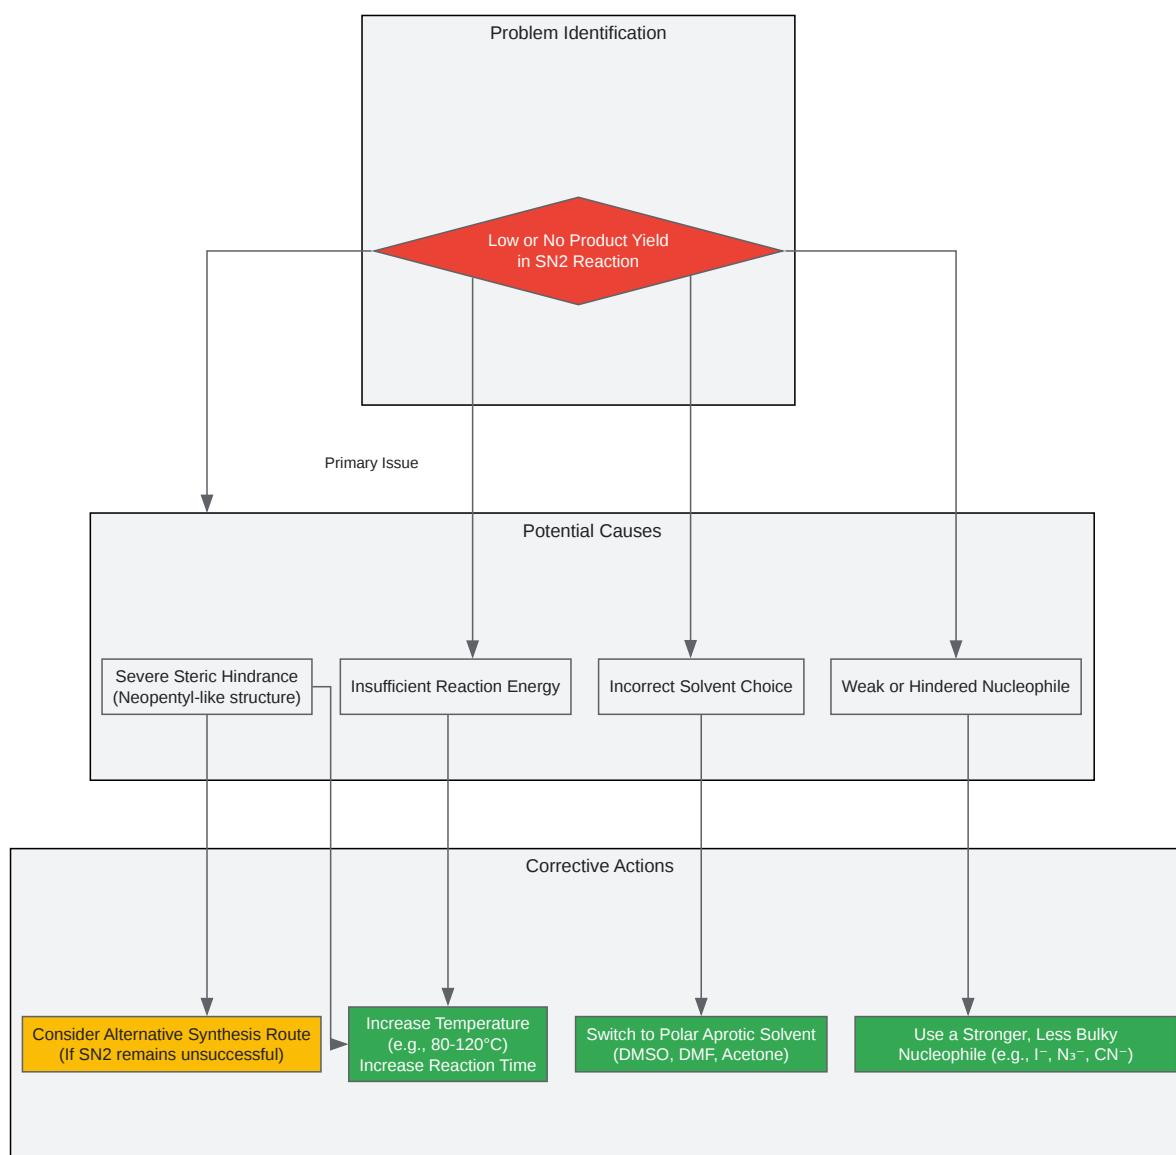 Problem Identification
Low or No Product Yield
in SN2 Reaction
Primary Issue
Potential Causes
Severe Steric Hindrance
(Neopentyl-like structure)
Insufficient Reaction Energy
Incorrect Solvent Choice
Weak or Hindered Nucleophile
Corrective Actions
Consider Alternative Synthesis Route
(If SN2 remains unsuccessful)
Increase Temperature
(e.g., 80-120°C)
Increase Reaction Time
Switch to Polar Aprotic Solvent
(DMSO, DMF, Acetone)
Use a Stronger, Less Bulky
Nucleophile (e.g., I⁻, N₃⁻, CN⁻)